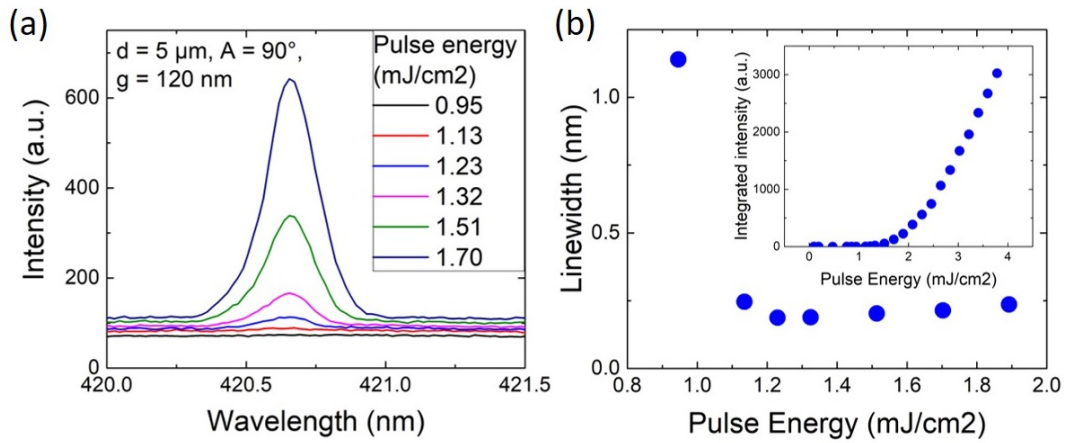 (a)
d = 5 µm, A = 90°,
g = 120 nm
Pulse energy
(mJ/cm2)
0.95
1.13
1.23
1.32
1.51
1.70
Intensity (a.u.)
600
400
200
0
420.0 420.5 421.0 421.5
Wavelength (nm)
(b)
Linewidth (nm)
1.0
0.5
0.0
0.8 1.0 1.2 1.4 1.6 1.8 2.0
Pulse Energy (mJ/cm2)
Integrated intensity (a.u.)
3000
2000
1000
0
0 1 2 3 4
Pulse Energy (mJ/cm2)